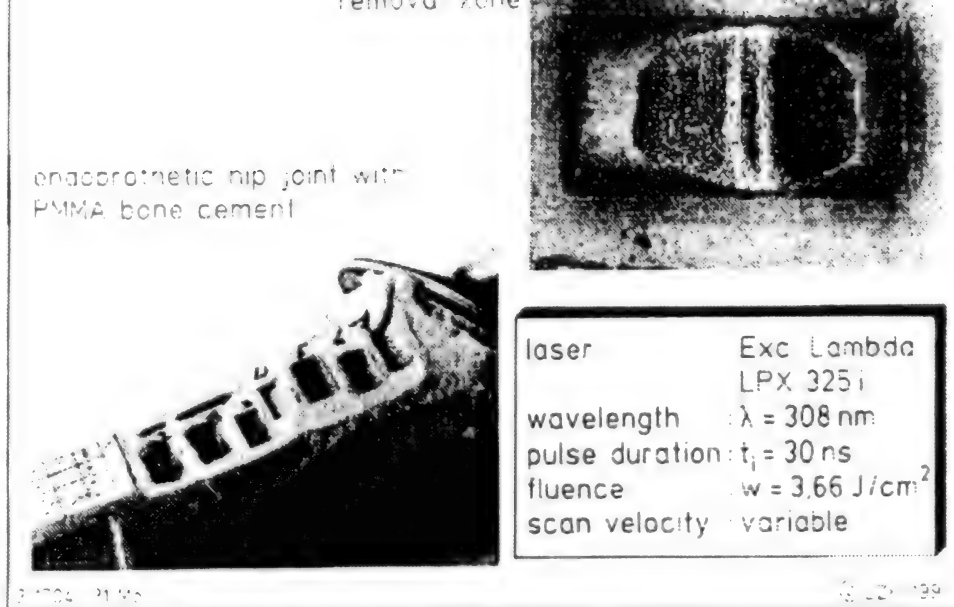 zone
endoprothetic hip joint with
PMMA bone cement
laser Exc Lambda
LPX 325 i
wavelength : λ = 308 nm
pulse duration : tᵢ = 30 ns
fluence w = 3,66 J/cm²
scan velocity : variable